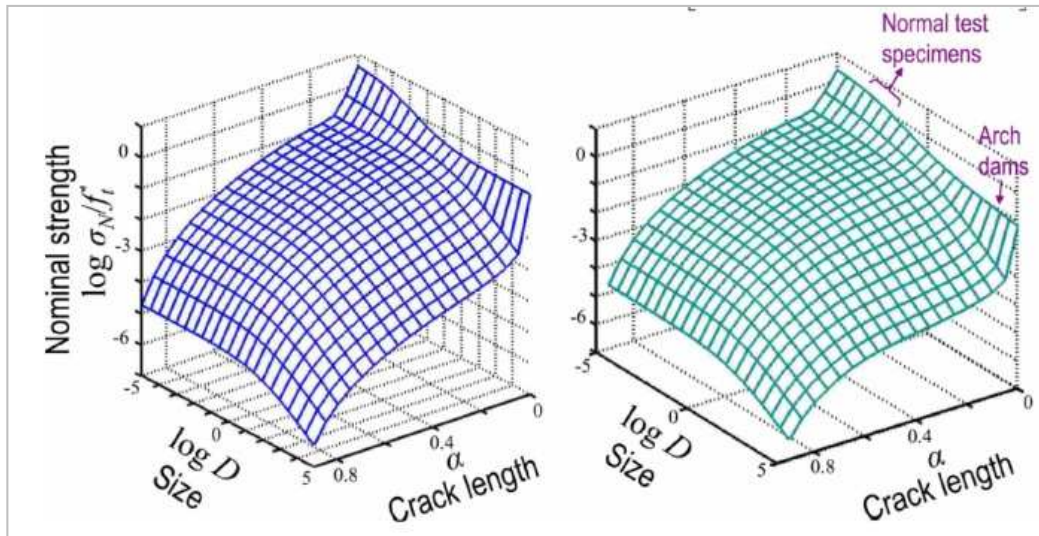 Nominal strength
log σN/f't
0
-3
-6
-5
0
5
log D
Size
0.8
0.4
0
α
Crack length
Normal test
specimens
Arch
dams
0
-3
-6
-5
0
5
log D
Size
0.8
0.4
0
α
Crack length